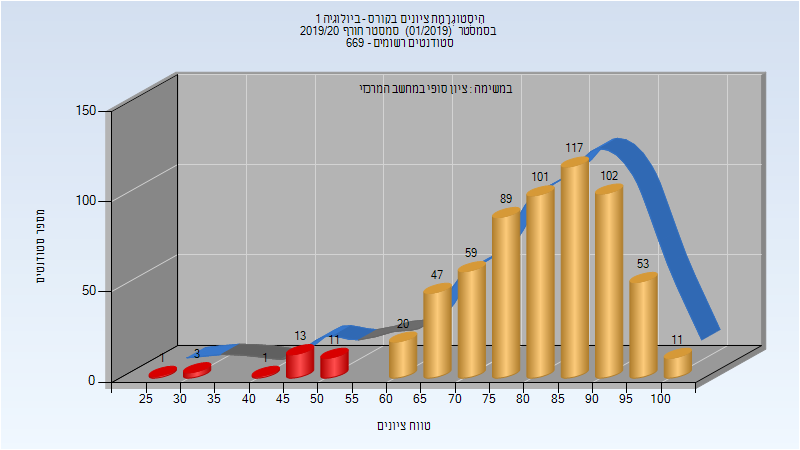 היסטוגרמת ציונים בקורס - ביולוגיה 1
בסמסטר (01/2019) סמסטר חורף 2019/20
סטודנטים רשומים - 669
במשימה : ציון סופי במחשב המרכזי
מספר סטודנטים
150
100
50
0
1
3
1
13
11
20
47
59
89
101
117
102
53
11
25 30 35 40 45 50 55 60 65 70 75 80 85 90 95 100
טווח ציונים